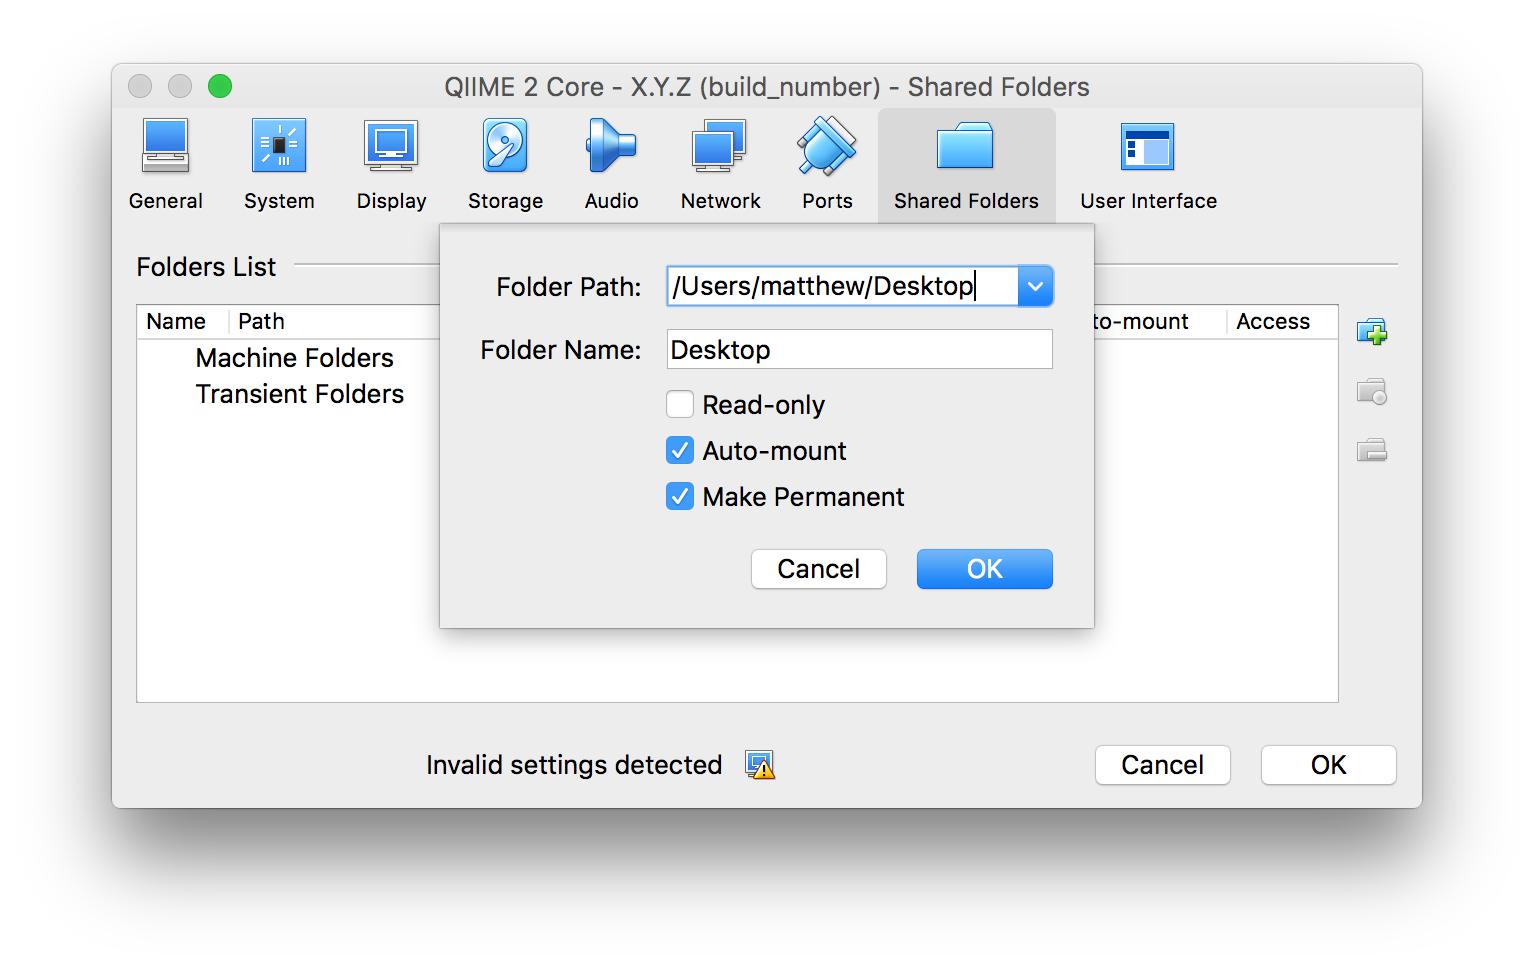 QIIME 2 Core - X.Y.Z (build_number) - Shared Folders
General System Display Storage Audio Network Ports Shared Folders User Interface
Folders List
Folder Path: /Users/matthew/Desktop
Name Path to-mount Access
Folder Name: Desktop
Machine Folders
Transient Folders
Read-only
Auto-mount
Make Permanent
Cancel OK
Invalid settings detected
Cancel OK